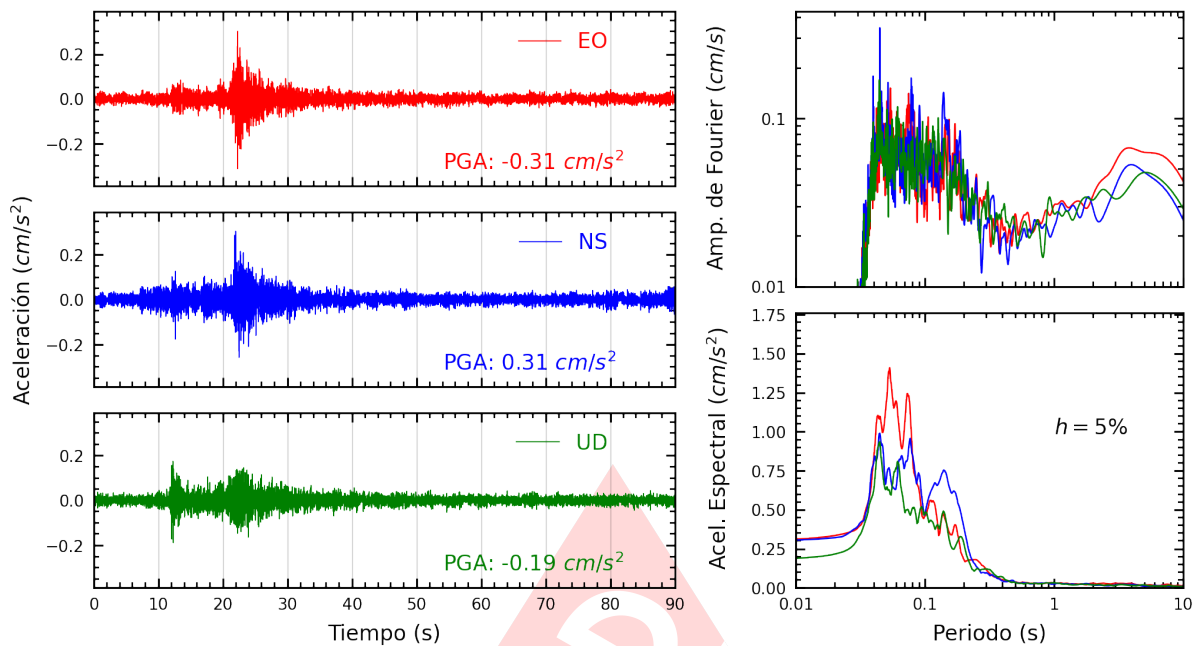 Aceleración (cm/s²)
0.2
0.0
−0.2
EO
PGA: -0.31 cm/s²
0.2
0.0
−0.2
NS
PGA: 0.31 cm/s²
0.2
0.0
−0.2
UD
PGA: -0.19 cm/s²
0 10 20 30 40 50 60 70 80 90
Tiempo (s)
Amp. de Fourier (cm/s)
0.1
0.01
Acel. Espectral (cm/s²)
1.75
1.50
1.25
1.00
0.75
0.50
0.25
0.00
h = 5%
0.01 0.1 1 10
Periodo (s)